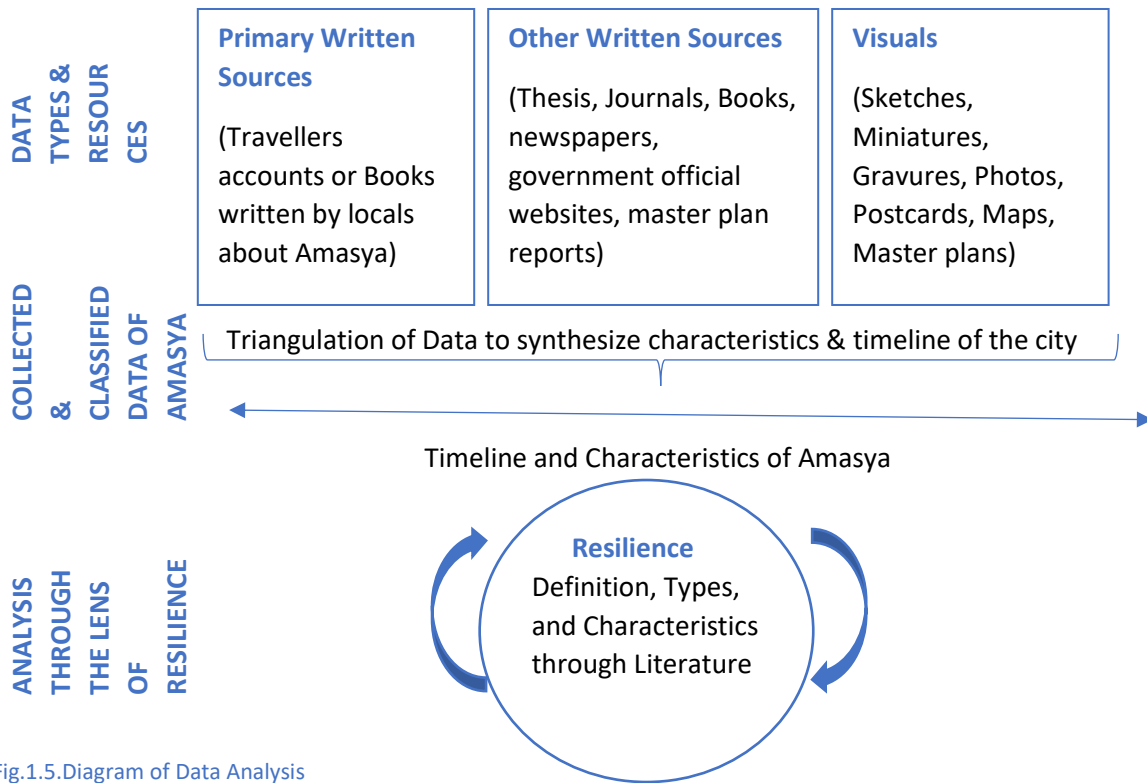 DATA
TYPES &
RESOUR
CES
Primary Written
Sources
(Travellers
accounts or Books
written by locals
about Amasya)
Other Written Sources
(Thesis, Journals, Books,
newspapers,
government official
websites, master plan
reports)
Visuals
(Sketches,
Miniatures,
Gravures, Photos,
Postcards, Maps,
Master plans)
COLLECTED
&
CLASSIFIED
DATA OF
AMASYA
Triangulation of Data to synthesize characteristics & timeline of the city
Timeline and Characteristics of Amasya
ANALYSIS
THROUGH
THE LENS
OF
RESILIENCE
Resilience
Definition, Types,
and Characteristics
through Literature
Fig.1.5.Diagram of Data Analysis